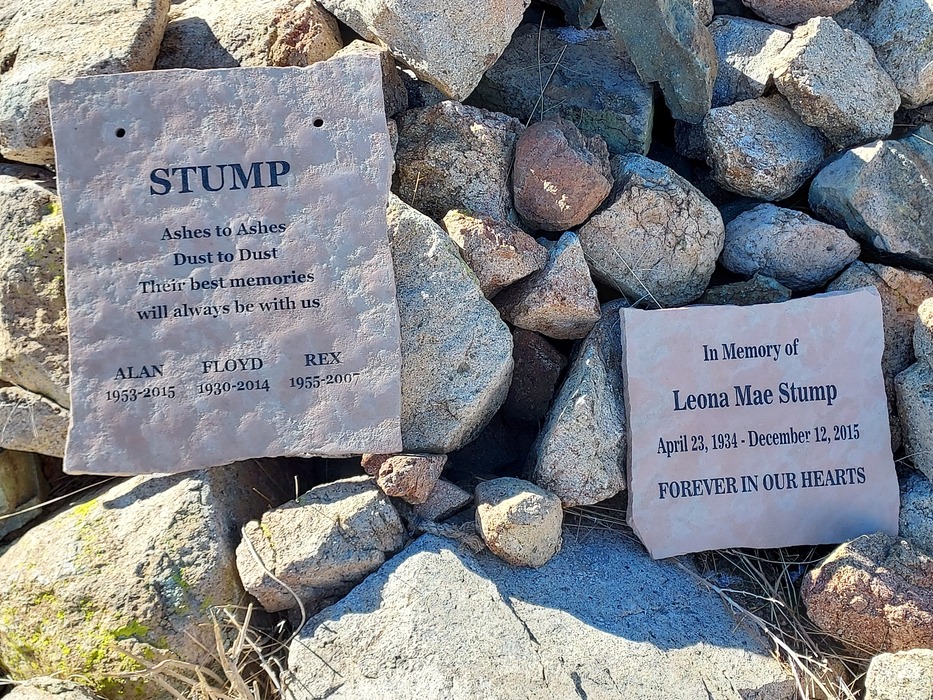 STUMP
Ashes to Ashes
Dust to Dust
Their best memories
will always be with us
ALAN FLOYD REX
1953-2015 1930-2014 1955-2007
In Memory of
Leona Mae Stump
April 23, 1934 - December 12, 2015
FOREVER IN OUR HEARTS